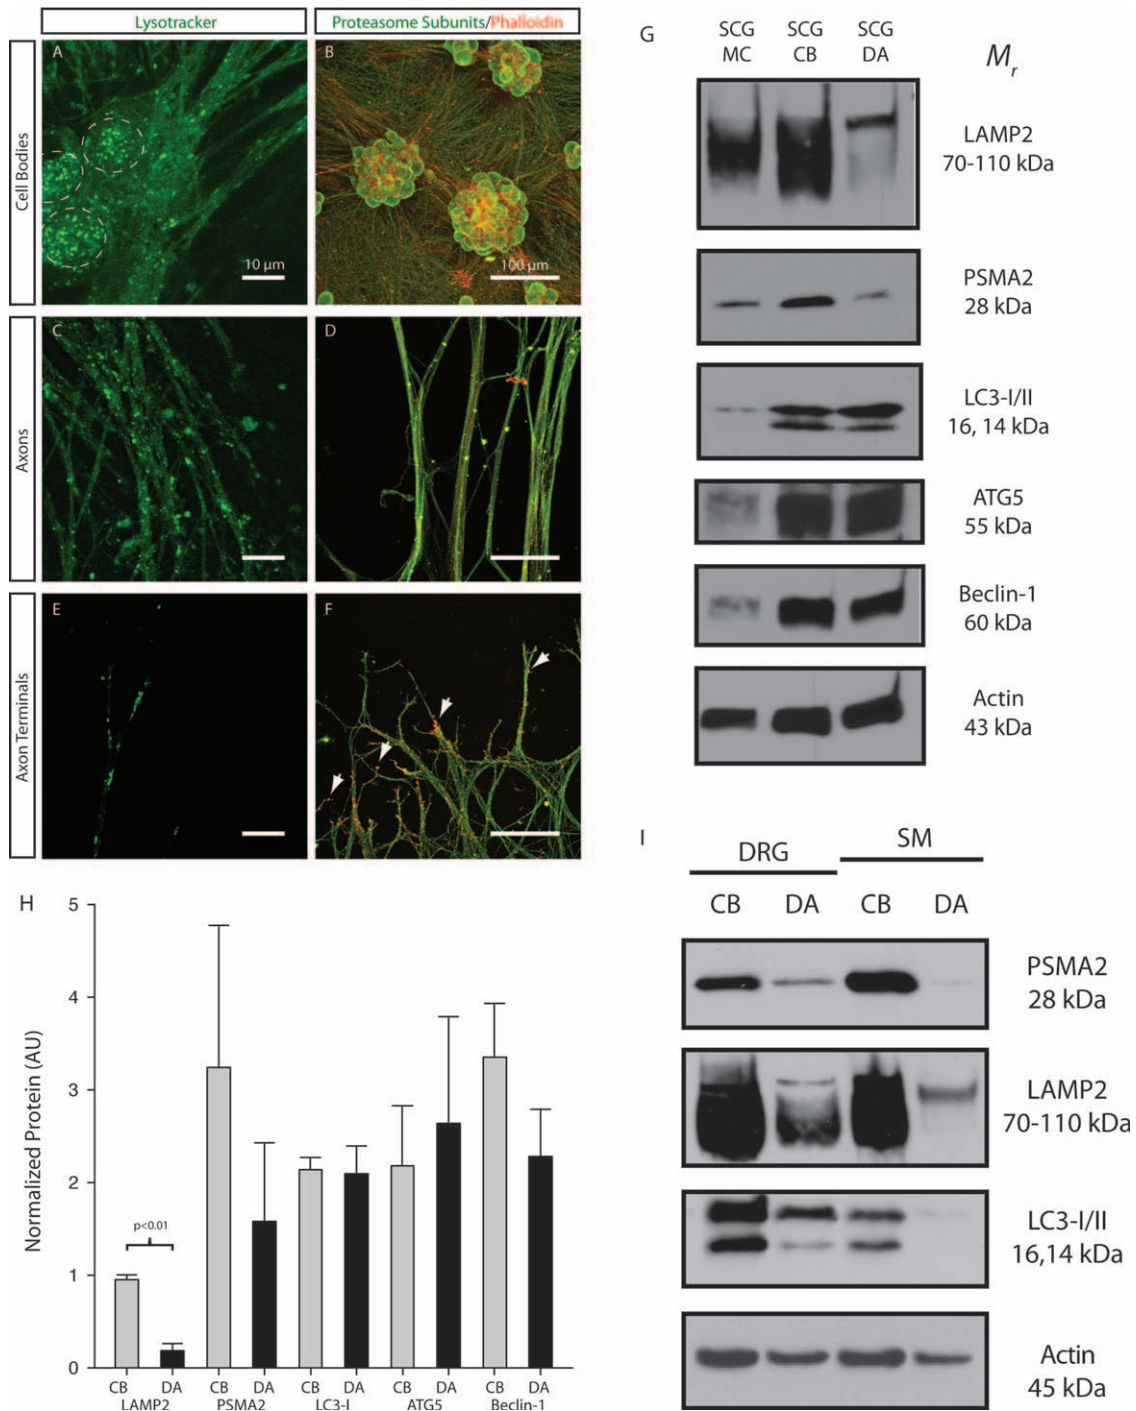 Lysotracker
Proteasome Subunits/Phalloidin
Cell Bodies
A
10 µm
B
100 µm
Axons
C
D
Axon Terminals
E
F
G
SCG MC
SCG CB
SCG DA
Mr
LAMP2
70-110 kDa
PSMA2
28 kDa
LC3-I/II
16, 14 kDa
ATG5
55 kDa
Beclin-1
60 kDa
Actin
43 kDa
H
Normalized Protein (AU)
5
4
3
2
1
0
p<0.01
CB DA CB DA CB DA CB DA CB DA
LAMP2 PSMA2 LC3-I ATG5 Beclin-1
I
DRG SM
CB DA CB DA
PSMA2
28 kDa
LAMP2
70-110 kDa
LC3-I/II
16,14 kDa
Actin
45 kDa